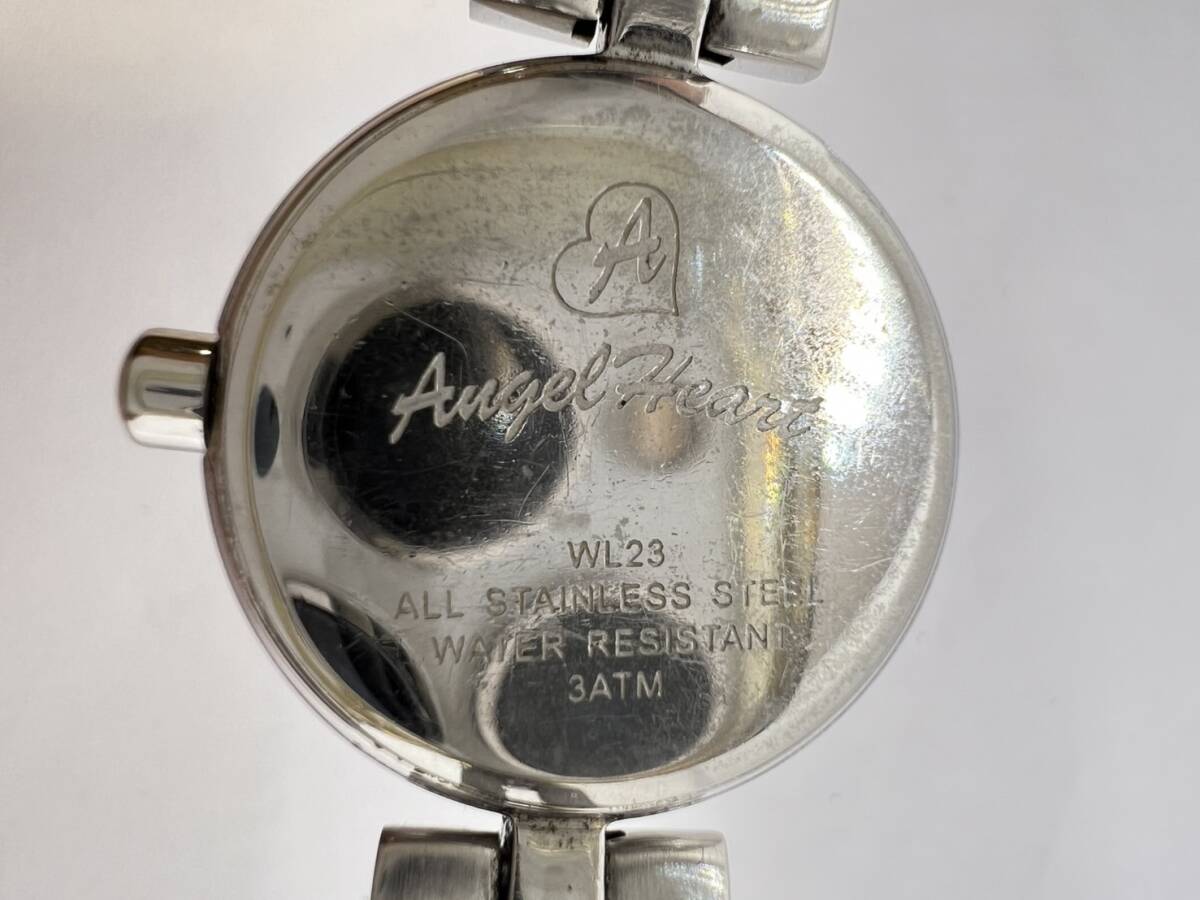 A
Angel Heart
WL23
ALL STAINLESS STEEL
WATER RESISTANT
3ATM